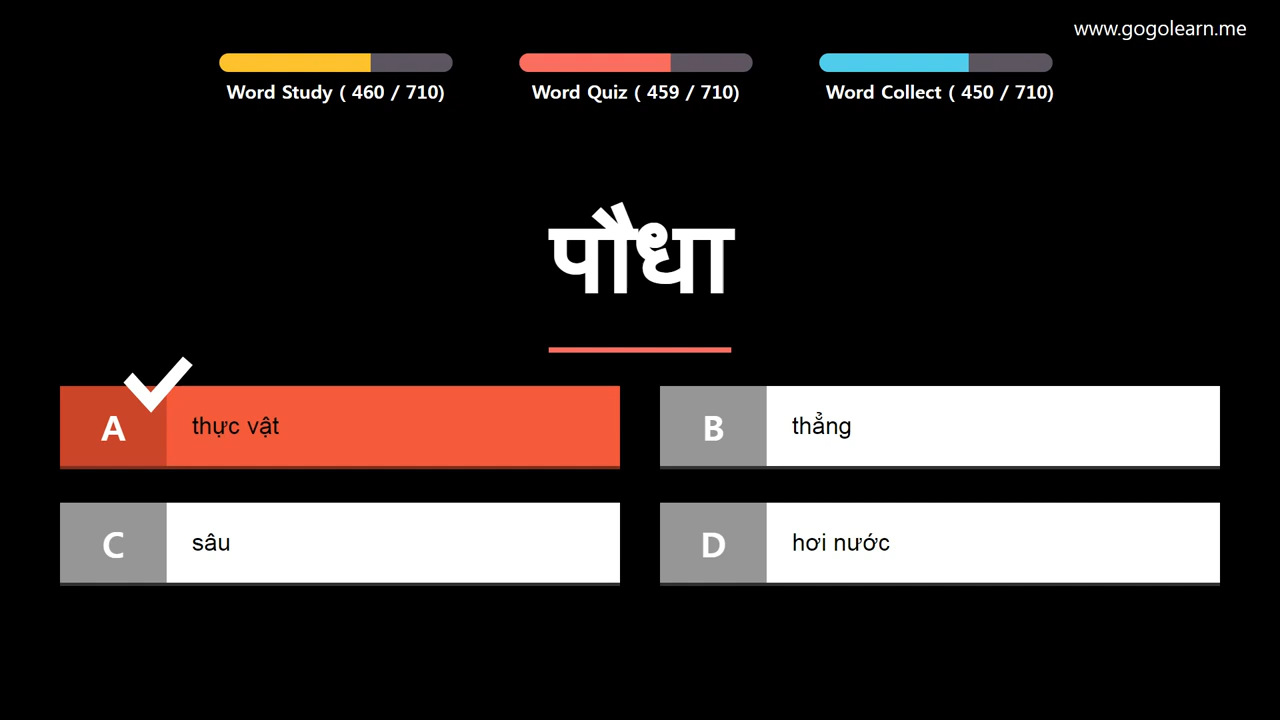 www.gogolearn.me
Word Study ( 460 / 710)
Word Quiz ( 459 / 710)
Word Collect ( 450 / 710)
पौधा
A thực vật
B thẳng
C sâu
D hơi nước